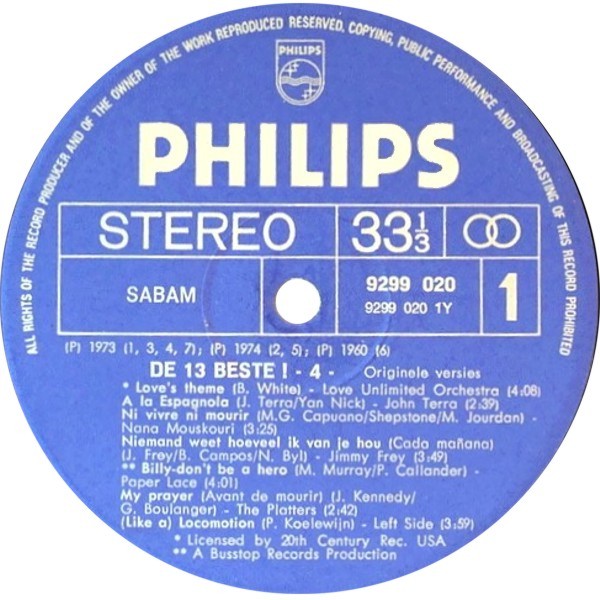 ALL RIGHTS OF THE RECORD PRODUCER AND OF THE OWNER OF THE WORK REPRODUCED RESERVED, COPYING, PUBLIC PERFORMANCE AND BROADCASTING OF THIS RECORD PROHIBITED
PHILIPS
PHILIPS
STEREO 33⅓
SABAM 9299 020 1
9299 020 1Y
(P) 1973 (1, 3, 4, 7); (P) 1974 (2, 5); (P) 1960 (6)
DE 13 BESTE ! - 4 - Originele versies
* Love's theme (B. White) - Love Unlimited Orchestra (4:08)
A la Espagnola (J. Terra/Yan Nick) - John Terra (2:39)
Ni vivre ni mourir (M.G. Capuano/Shepstone/M. Jourdan) -
Nana Mouskouri (3:25)
Niemand weet hoeveel ik van je hou (Cada mañana)
(J. Frey/B. Campos/N. Byl) - Jimmy Frey (3:49)
** Billy-don't be a hero (M. Murray/P. Callander) -
Paper Lace (4:01)
My prayer (Avant de mourir) (J. Kennedy/
G. Boulanger) - The Platters (2:42)
(Like a) Locomotion (P. Koelewijn) - Left Side (3:59)
* Licensed by 20th Century Rec. USA
** A Busstop Records Production